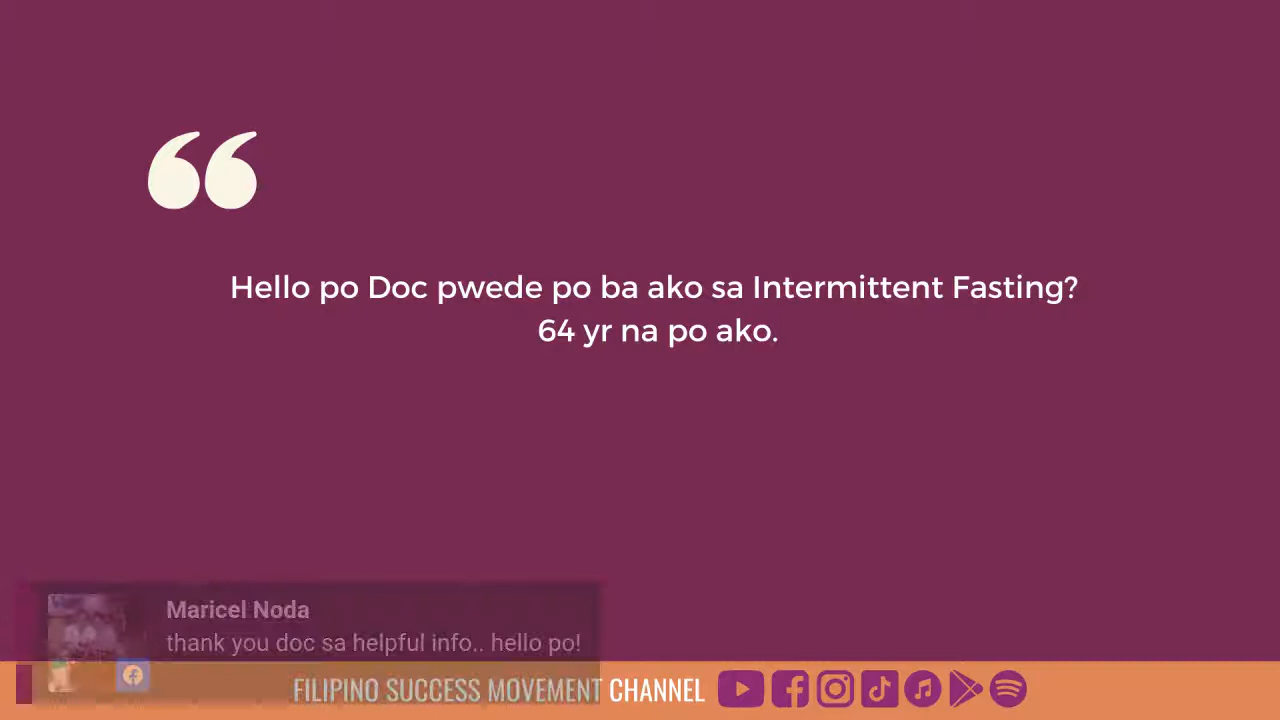 Hello po Doc pwede po ba ako sa Intermittent Fasting?
64 yr na po ako.
Maricel Noda
thank you doc sa helpful info.. hello po!
FILIPINO SUCCESS MOVEMENT CHANNEL